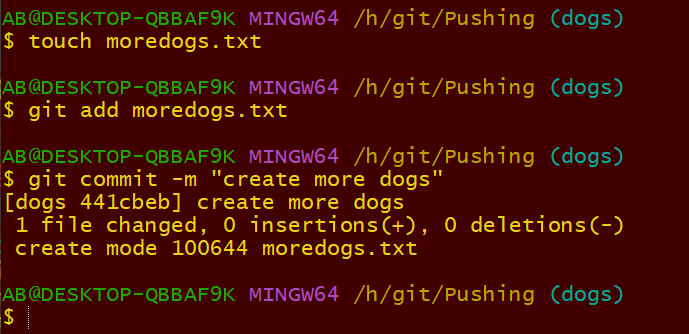 AB@DESKTOP-QBBAF9K MINGW64 /h/git/Pushing (dogs)
$ touch moredogs.txt
AB@DESKTOP-QBBAF9K MINGW64 /h/git/Pushing (dogs)
$ git add moredogs.txt
AB@DESKTOP-QBBAF9K MINGW64 /h/git/Pushing (dogs)
$ git commit -m "create more dogs"
[dogs 441cbeb] create more dogs
1 file changed, 0 insertions(+), 0 deletions(-)
create mode 100644 moredogs.txt
AB@DESKTOP-QBBAF9K MINGW64 /h/git/Pushing (dogs)
$